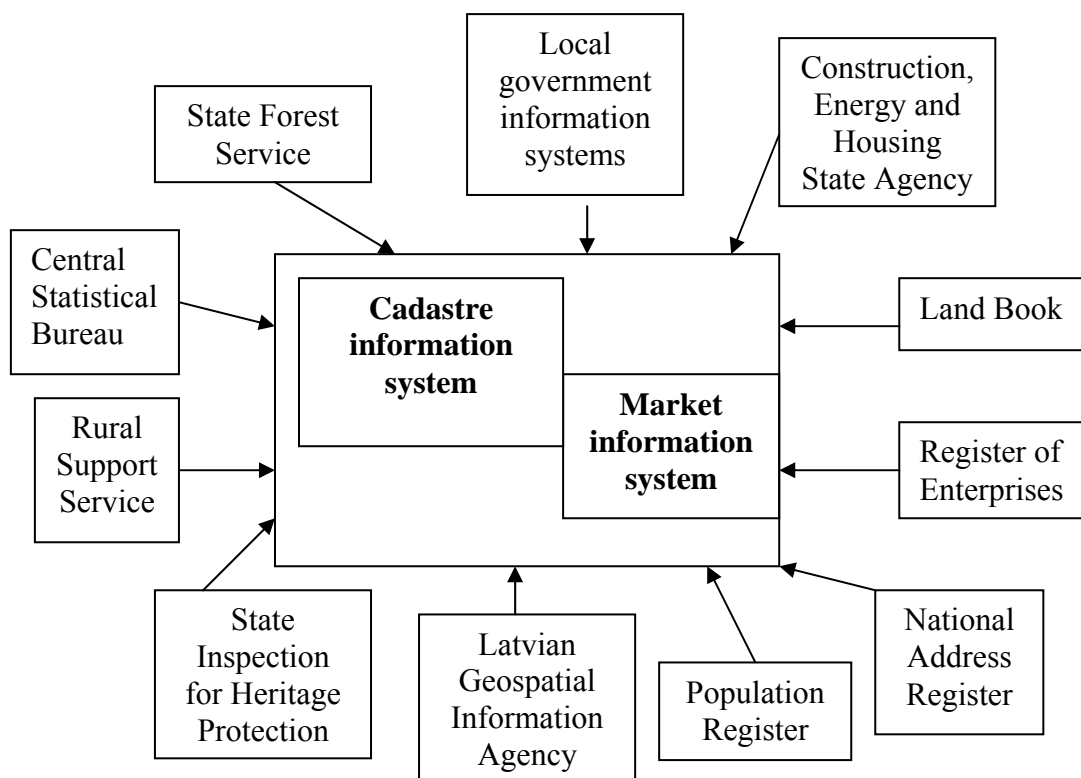 Local
government
information
systems
Construction,
Energy and
Housing
State Agency
State Forest
Service
Central
Statistical
Bureau
Cadastre
information
system
Land Book
Market
information
system
Rural
Support
Service
Register of
Enterprises
State
Inspection
for Heritage
Protection
Latvian
Geospatial
Information
Agency
Population
Register
National
Address
Register